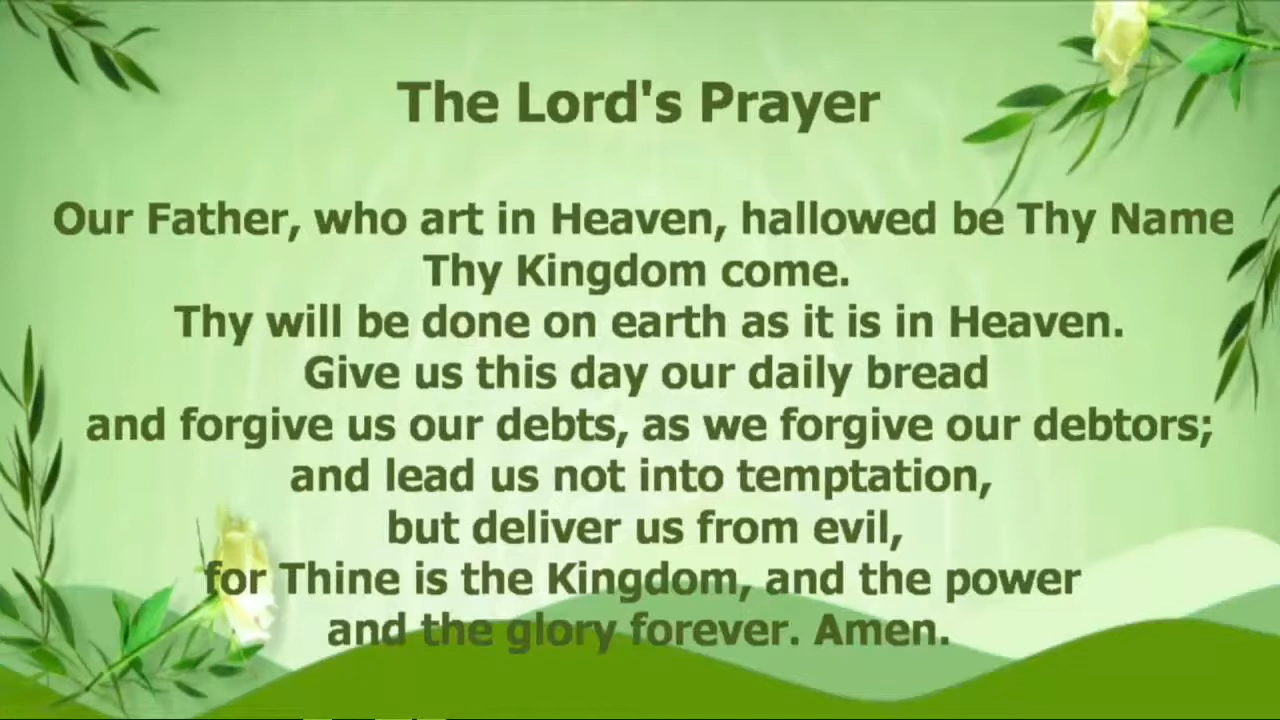 The Lord's Prayer
Our Father, who art in Heaven, hallowed be Thy Name
Thy Kingdom come.
Thy will be done on earth as it is in Heaven.
Give us this day our daily bread
and forgive us our debts, as we forgive our debtors;
and lead us not into temptation,
but deliver us from evil,
for Thine is the Kingdom, and the power
and the glory forever. Amen.